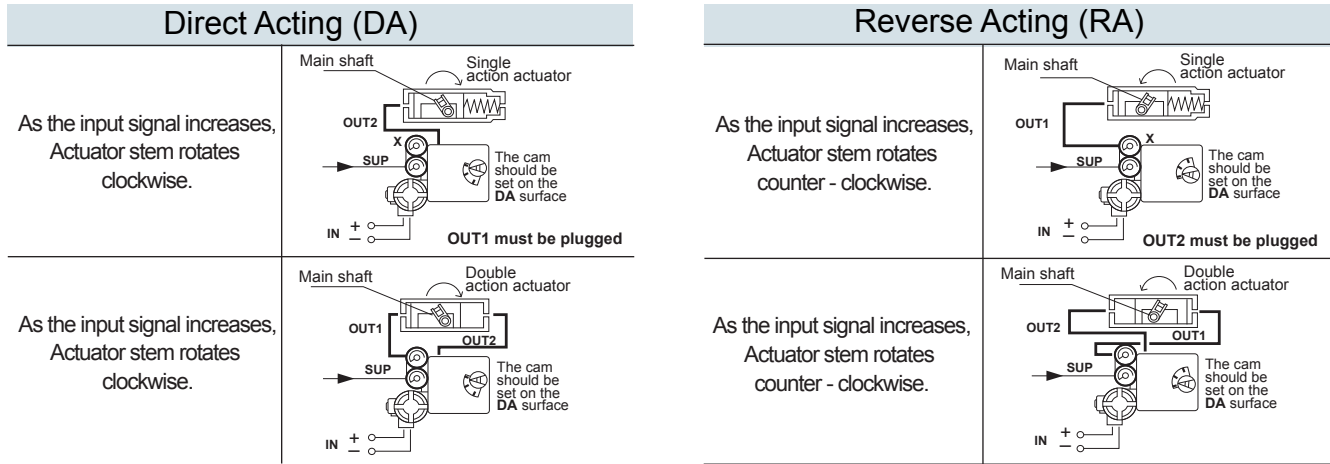 Direct Acting (DA)
As the input signal increases,
Actuator stem rotates
clockwise.
Main shaft
Single
action actuator
OUT2
X
SUP
The cam
should be
set on the
DA surface
IN + −
OUT1 must be plugged
As the input signal increases,
Actuator stem rotates
clockwise.
Main shaft
Double
action actuator
OUT1
OUT2
SUP
The cam
should be
set on the
DA surface
IN + −
Reverse Acting (RA)
As the input signal increases,
Actuator stem rotates
counter - clockwise.
Main shaft
Single
action actuator
OUT1
X
SUP
The cam
should be
set on the
DA surface
IN + −
OUT2 must be plugged
As the input signal increases,
Actuator stem rotates
counter - clockwise.
Main shaft
Double
action actuator
OUT2
OUT1
SUP
The cam
should be
set on the
DA surface
IN + −